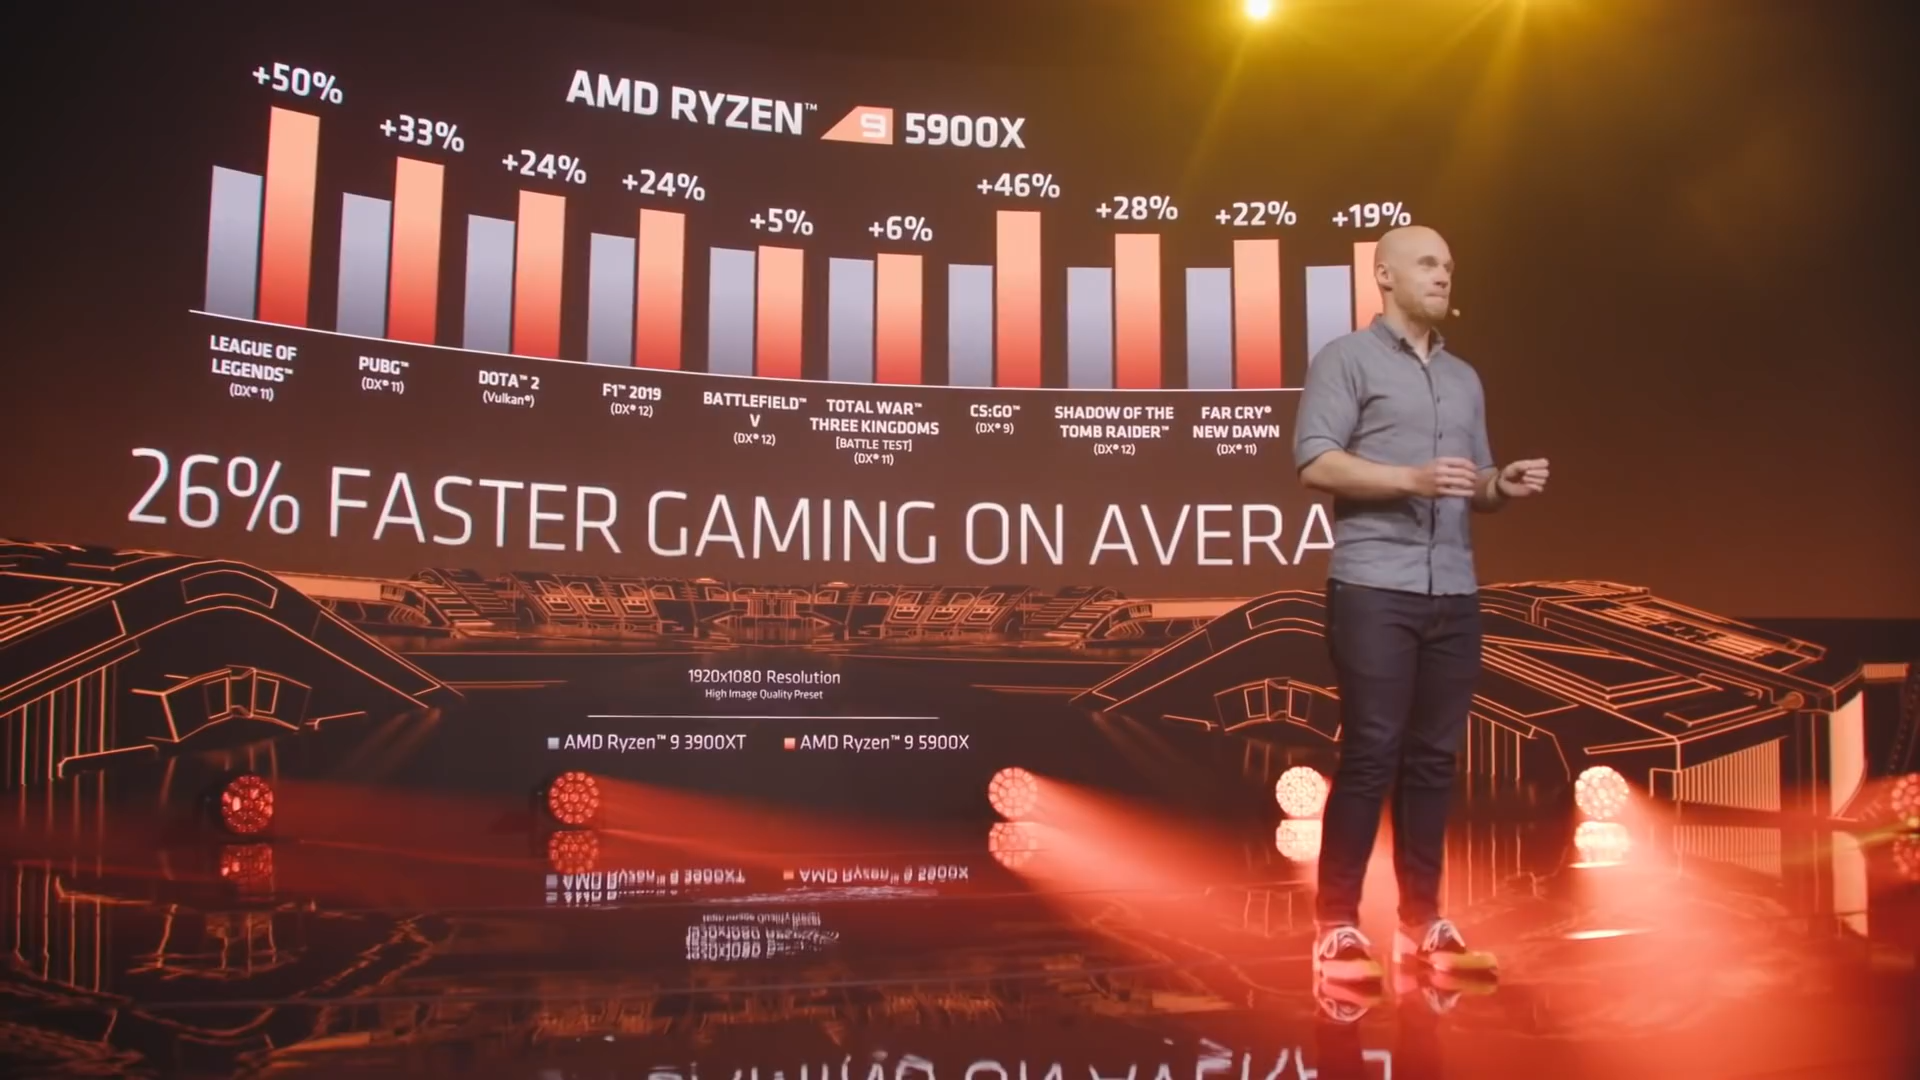 +50%
+33%
+24%
+24%
+5%
+6%
+46%
+28%
+22%
+19%
AMD RYZEN™ 9 5900X
LEAGUE OF
LEGENDS™
(DX® 11)
PUBG™
(DX® 11)
DOTA™ 2
(Vulkan®)
F1™ 2019
(DX® 12)
BATTLEFIELD™
V
(DX® 12)
TOTAL WAR™
THREE KINGDOMS
[BATTLE TEST]
(DX® 11)
CS:GO™
(DX® 9)
SHADOW OF THE
TOMB RAIDER™
(DX® 12)
FAR CRY®
NEW DAWN
(DX® 11)
26% FASTER GAMING ON AVERA
1920x1080 Resolution
High Image Quality Preset
AMD Ryzen™ 9 3900XT
AMD Ryzen™ 9 5900X